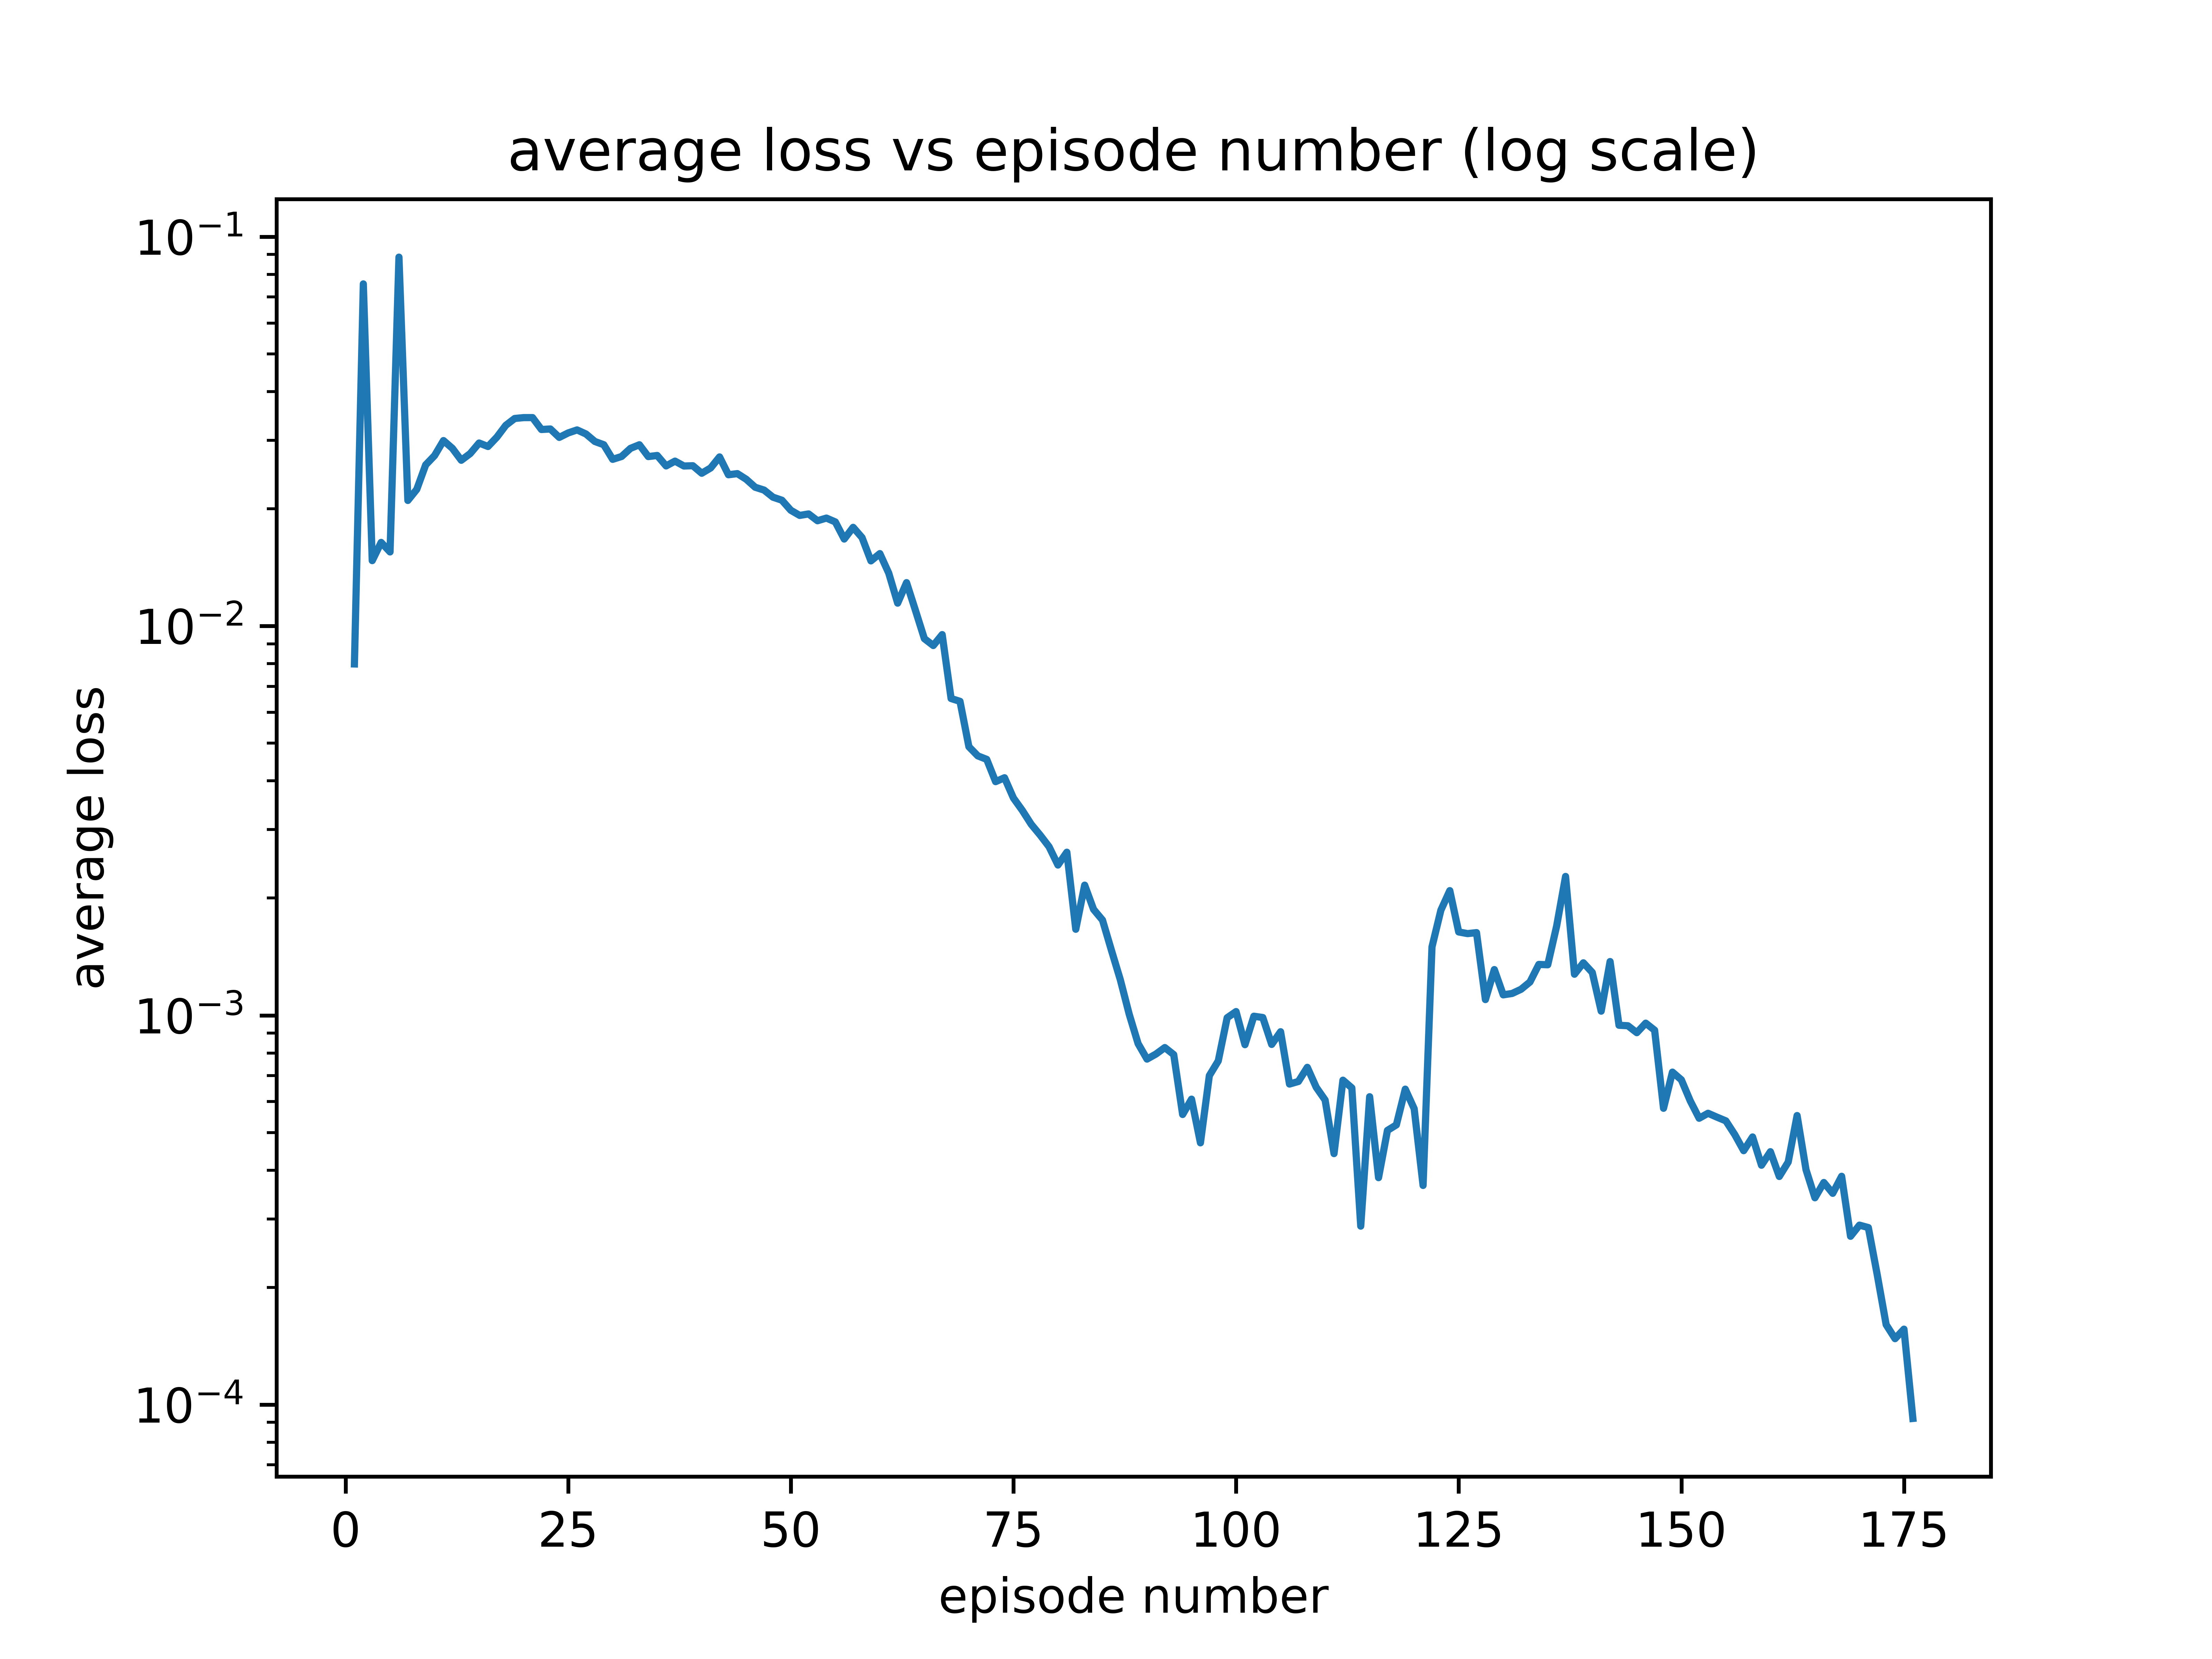 average loss vs episode number (log scale)
10⁻¹
10⁻²
10⁻³
10⁻⁴
average loss
0 25 50 75 100 125 150 175
episode number